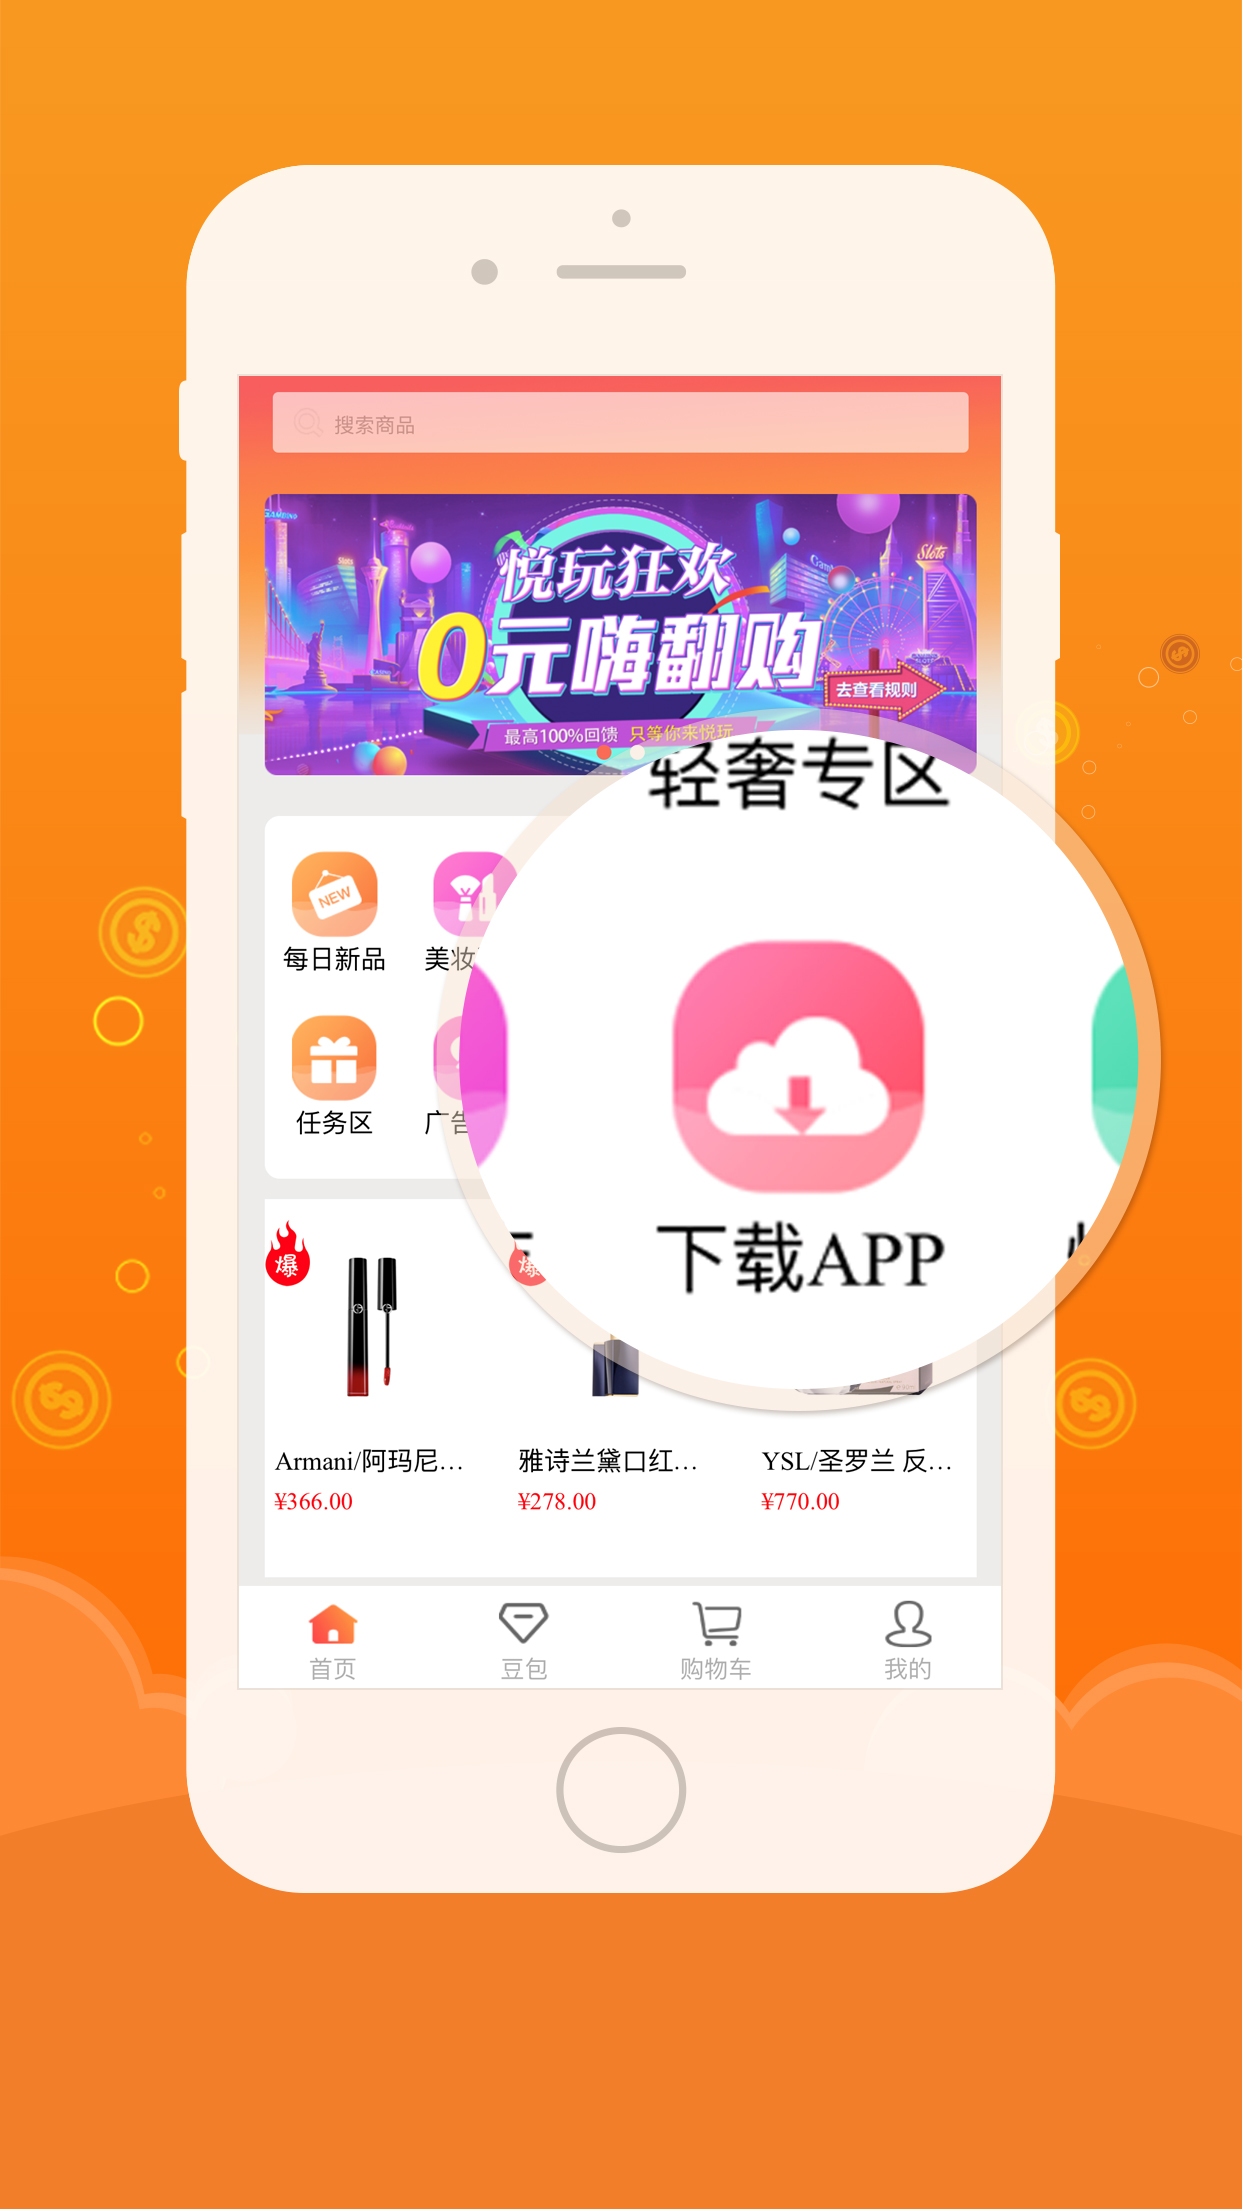 搜索商品
GAMBINO
Slots
Slots
悦玩狂欢
0元嗨翻购
去查看规则
最高100%回馈 只等你来悦玩
轻奢专区
NEW
每日新品
美妆
任务区
广告
下载APP
爆
爆
Armani/阿玛尼...
雅诗兰黛口红...
YSL/圣罗兰 反...
¥366.00
¥278.00
¥770.00
首页
豆包
购物车
我的